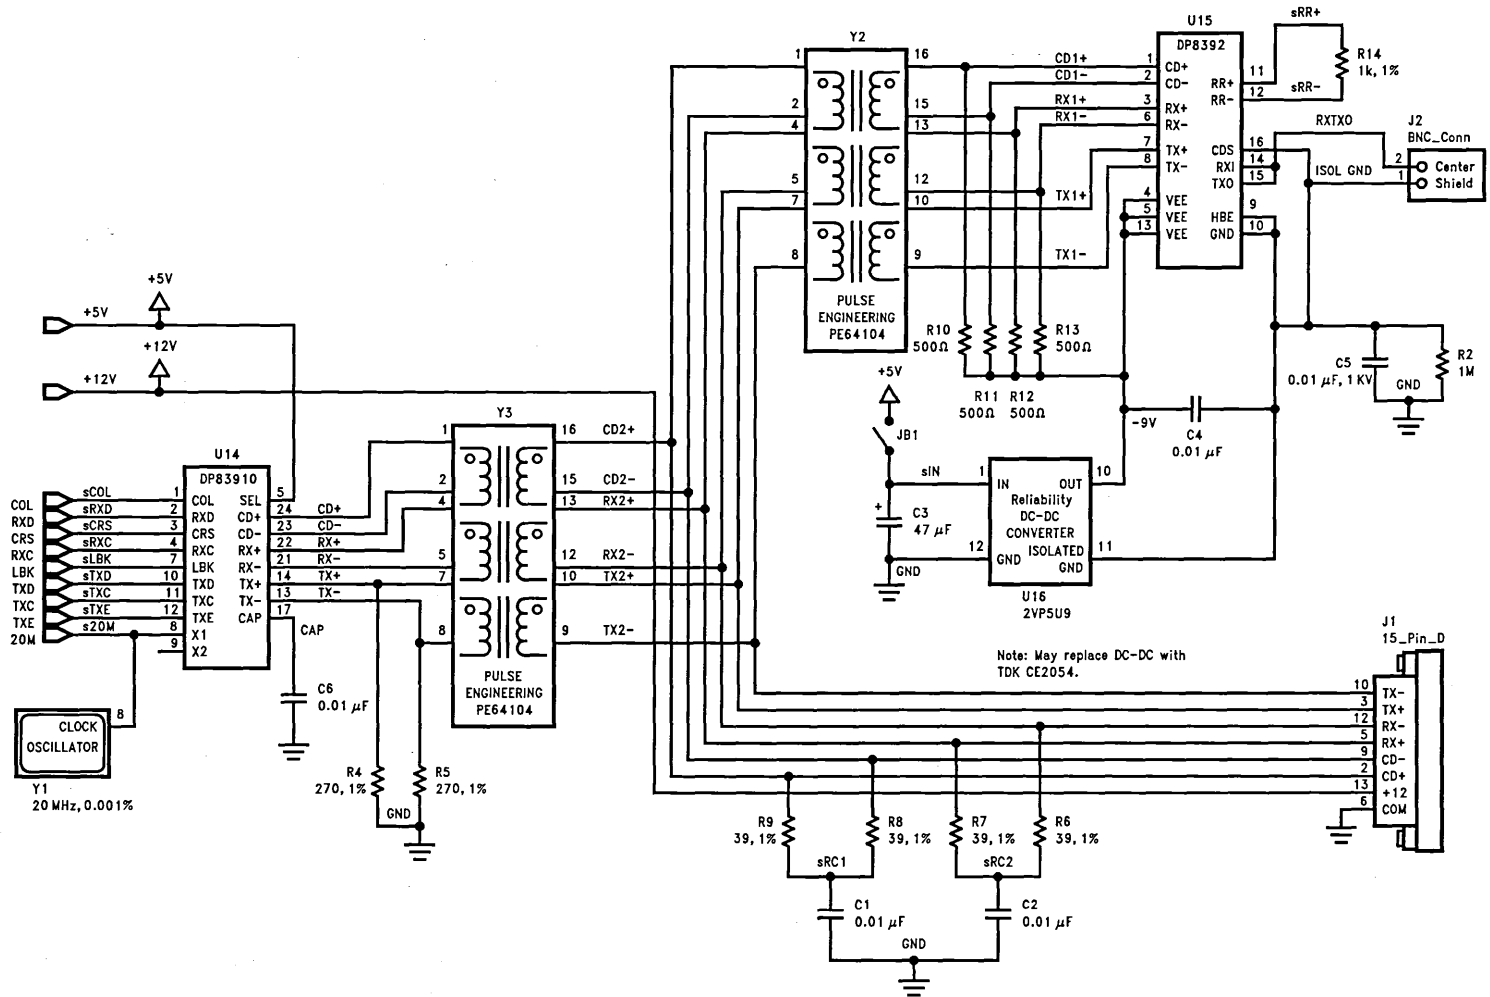 U15
DP8392
1 CD+
2 CD-
3 RX+
6 RX-
7 TX+
8 TX-
4 VEE
5 VEE
13 VEE
RR+ 11
RR- 12
CDS 16
RXI 14
TXO 15
HBE 9
GND 10
sRR+
sRR-
R14
1k, 1%
RXTXO
ISOL GND
J2
BNC_Conn
2 Center
1 Shield
Y2
1
2
4
5
7
8
16
15
13
12
10
9
PULSE
ENGINEERING
PE64104
CD1+
CD1-
RX1+
RX1-
TX1+
TX1-
R10
500Ω
R13
500Ω
R11
500Ω
R12
500Ω
C5
0.01 µF, 1KV
R2
1M
GND
-9V
C4
0.01 µF
+5V
+5V
+12V
+12V
+5V
JB1
sIN
C3
+
47 µF
GND
1 IN
OUT 10
Reliability
DC-DC
CONVERTER
12 GND
ISOLATED
GND 11
U16
2VP5U9
Note: May replace DC-DC with
TDK CE2054.
Y3
1
2
4
5
7
8
16
15
13
12
10
9
PULSE
ENGINEERING
PE64104
CD2+
CD2-
RX2+
RX2-
TX2+
TX2-
U14
DP83910
COL sCOL 1 COL
RXD sRXD 2 RXD
CRS sCRS 3 CRS
RXC sRXC 4 RXC
LBK sLBK 7 LBK
TXD sTXD 10 TXD
TXC sTXC 11 TXC
TXE sTXE 12 TXE
20M s20M 8 X1
9 X2
SEL 5
CD+ 24 CD+
CD- 23 CD-
RX+ 22 RX+
RX- 21 RX-
TX+ 14 TX+
TX- 13 TX-
CAP 17
CAP
C6
0.01 µF
8
CLOCK
OSCILLATOR
Y1
20 MHz, 0.001%
R4
270, 1%
R5
270, 1%
GND
J1
15_Pin_D
10 TX-
3 TX+
12 RX-
5 RX+
9 CD-
2 CD+
13 +12
6 COM
R9
39, 1%
R8
39, 1%
R7
39, 1%
R6
39, 1%
sRC1
sRC2
C1
0.01 µF
C2
0.01 µF
GND